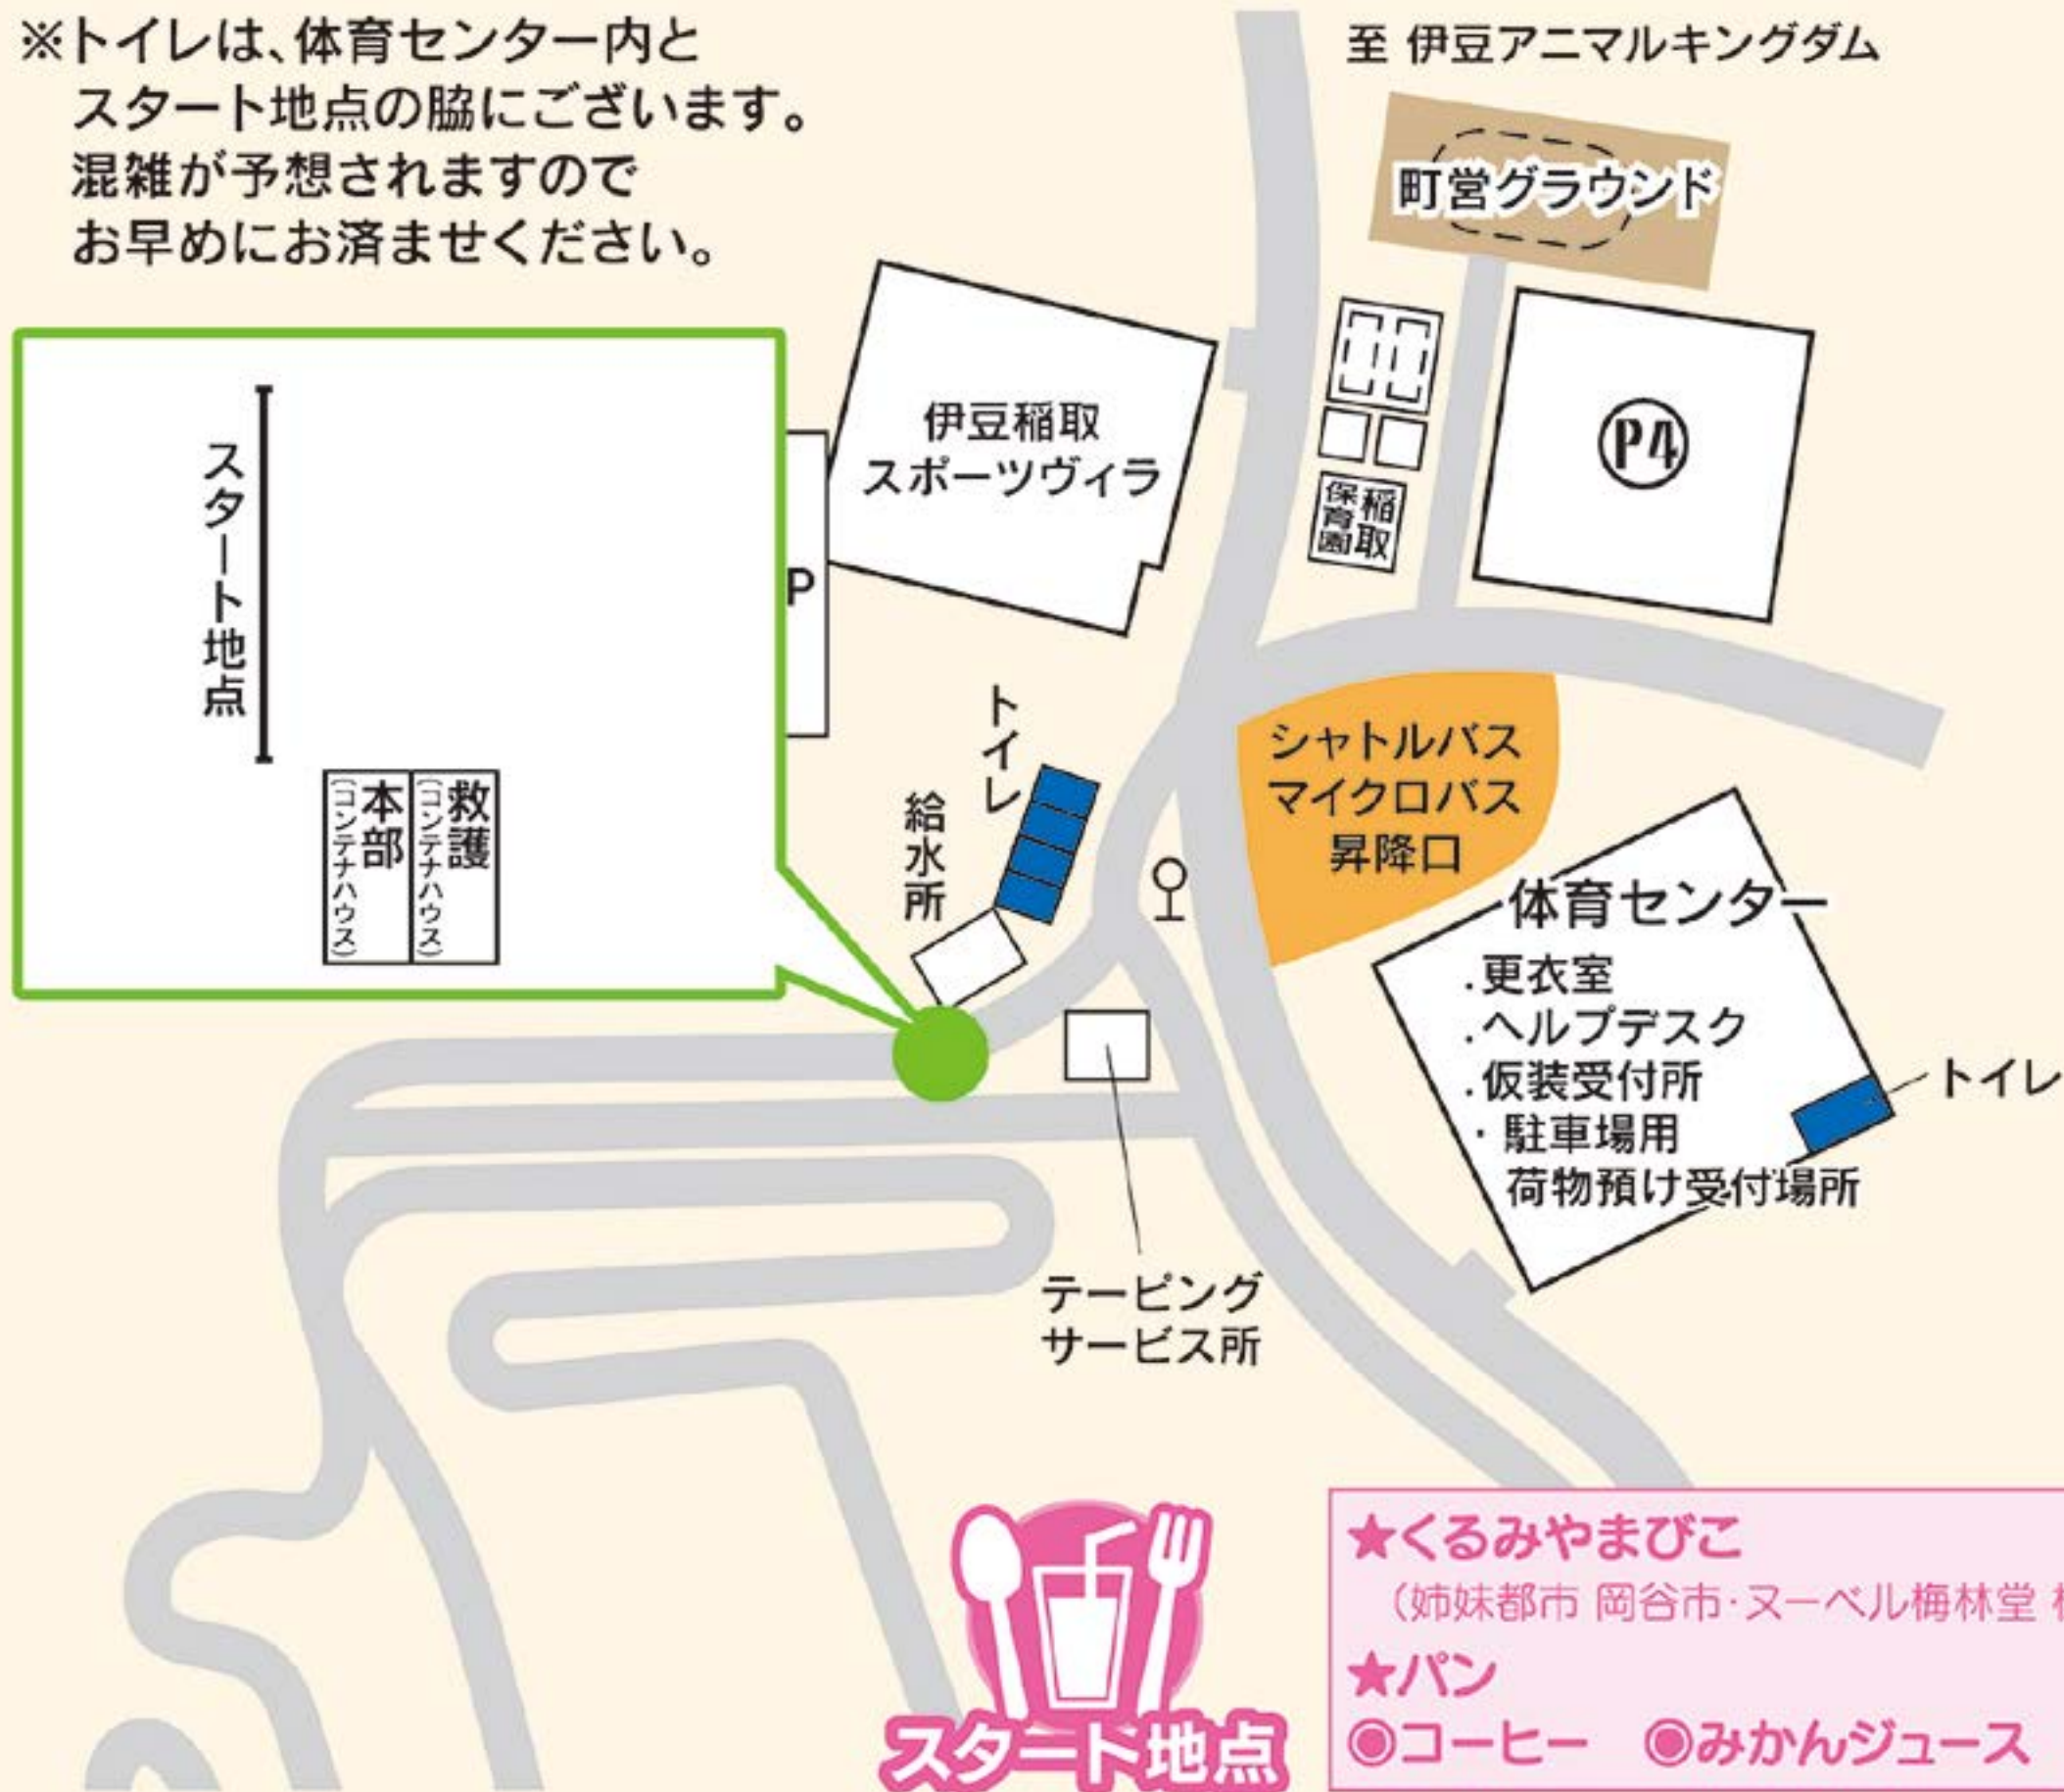 ※トイレは、体育センター内と
スタート地点の脇にございます。
混雑が予想されますので
お早めにお済ませください。
至 伊豆アニマルキングダム
町営グラウンド
伊豆稲取
スポーツヴィラ
稲取
保育園
P4
P
スタート地点
本部
(コンテナハウス)
救護
(コンテナハウス)
トイレ
給水所
シャトルバス
マイクロバス
昇降口
体育センター
.更衣室
.ヘルプデスク
.仮装受付所
・駐車場用
荷物預け受付場所
トイレ
テーピング
サービス所
スタート地点
★くるみやまびこ
(姉妹都市 岡谷市・ヌーベル梅林堂
★パン
◉コーヒー ◉みかんジュース